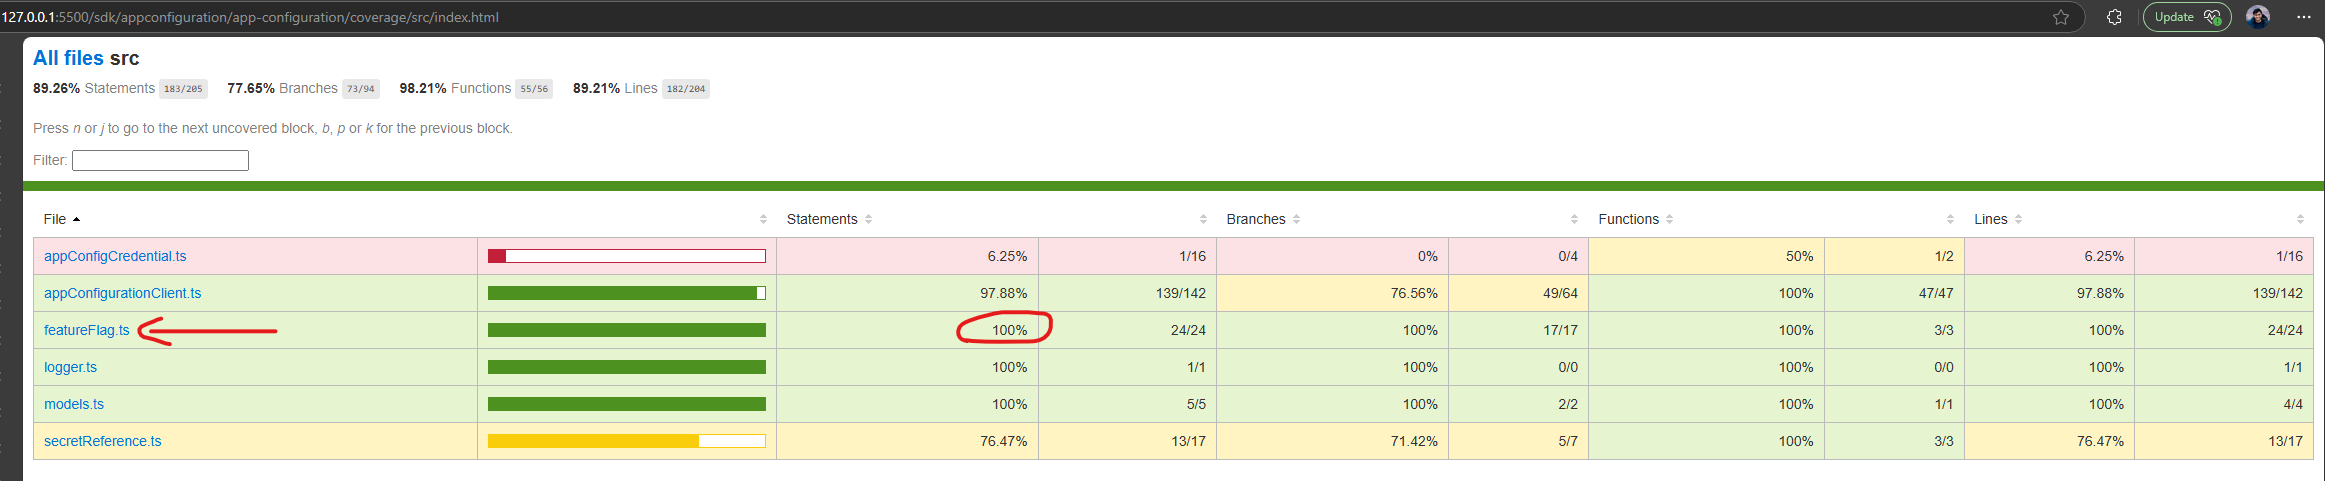 127.0.0.1:5500/sdk/appconfiguration/app-configuration/coverage/src/index.html Update
All files src
89.26% Statements 183/205 77.65% Branches 73/94 98.21% Functions 55/56 89.21% Lines 182/204
Press n or j to go to the next uncovered block, b, p or k for the previous block.
Filter:
File Statements Branches Functions Lines
appConfigCredential.ts 6.25% 1/16 0% 0/4 50% 1/2 6.25% 1/16
appConfigurationClient.ts 97.88% 139/142 76.56% 49/64 100% 47/47 97.88% 139/142
featureFlag.ts 100% 24/24 100% 17/17 100% 3/3 100% 24/24
logger.ts 100% 1/1 100% 0/0 100% 0/0 100% 1/1
models.ts 100% 5/5 100% 2/2 100% 1/1 100% 4/4
secretReference.ts 76.47% 13/17 71.42% 5/7 100% 3/3 76.47% 13/17